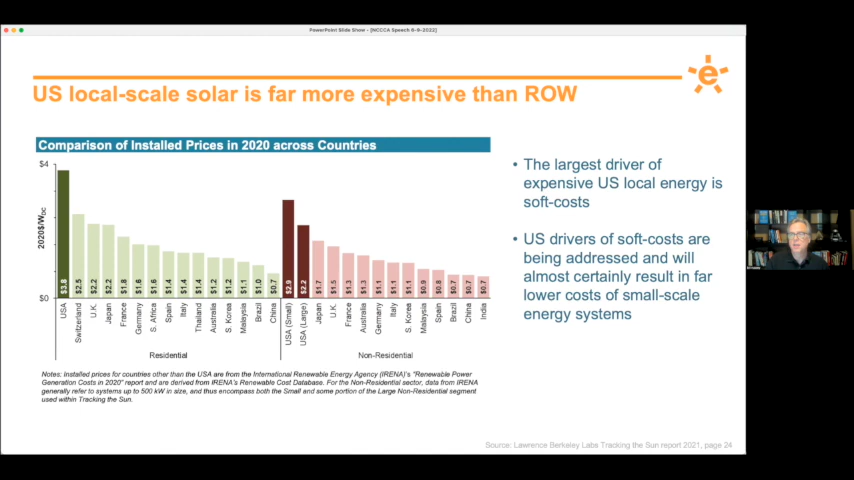 PowerPoint Slide Show - [NCCCA Speech 6-9-2022]
e
US local-scale solar is far more expensive than ROW
Comparison of Installed Prices in 2020 across Countries
$4
2020$/WDC
$0
$3.8 $2.5 $2.2 $2.2 $1.8 $1.6 $1.6 $1.4 $1.4 $1.4 $1.2 $1.2 $1.1 $1.0 $0.7 $2.9 $2.2 $1.7 $1.5 $1.3 $1.3 $1.1 $1.1 $1.1 $0.9 $0.8 $0.7 $0.7 $0.7
USA Switzerland U.K. Japan France Germany S. Africa Spain Italy Thailand Australia S. Korea Malaysia Brazil China USA (Small) USA (Large) Japan U.K. France Australia Germany Italy S. Korea Malaysia Spain Brazil China India
Residential Non-Residential
Notes: Installed prices for countries other than the USA are from the International Renewable Energy Agency (IRENA)'s "Renewable Power
Generation Costs in 2020" report and are derived from IRENA's Renewable Cost Database. For the Non-Residential sector, data from IRENA
generally refer to systems up to 500 kW in size, and thus encompass both the Small and some portion of the Large Non-Residential segment
used within Tracking the Sun.
• The largest driver of
expensive US local energy is
soft-costs
• US drivers of soft-costs are
being addressed and will
almost certainly result in far
lower costs of small-scale
energy systems
Source: Lawrence Berkeley Labs Tracking the Sun report 2021, page 24